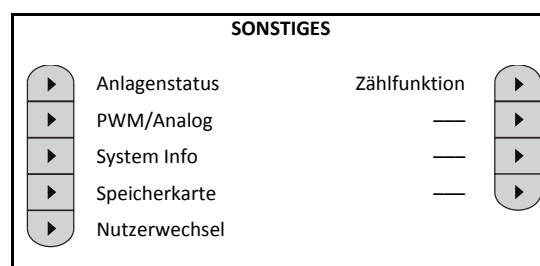 SONSTIGES
Anlagenstatus Zählfunktion
PWM/Analog —
System Info —
Speicherkarte —
Nutzerwechsel